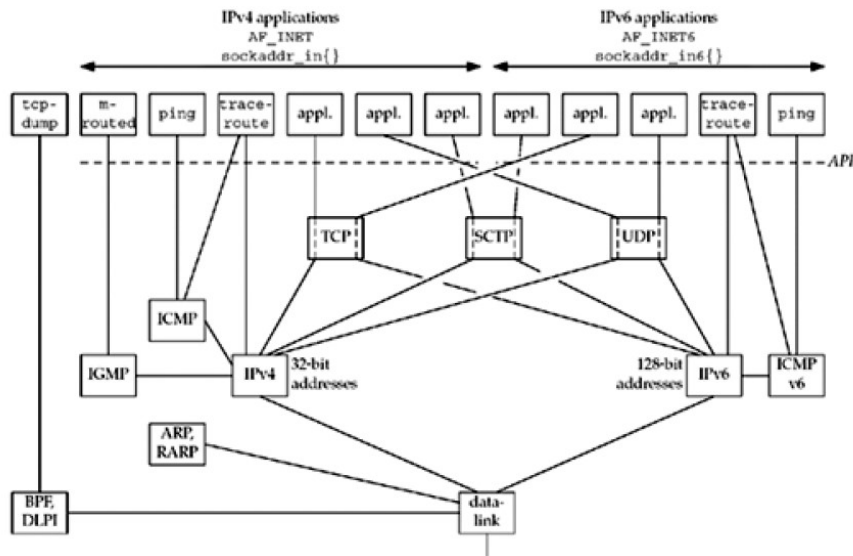 IPv4 applications
AF_INET
sockaddr_in{}
IPv6 applications
AF_INET6
sockaddr_in6{}
tcp-
dump
m-
routed
ping
trace-
route
appl.
appl.
appl.
appl.
appl.
appl.
trace-
route
ping
API
TCP
SCTP
UDP
ICMP
IGMP
IPv4
32-bit
addresses
128-bit
addresses
IPv6
ICMP
v6
ARP,
RARP
BPF,
DLPI
data-
link